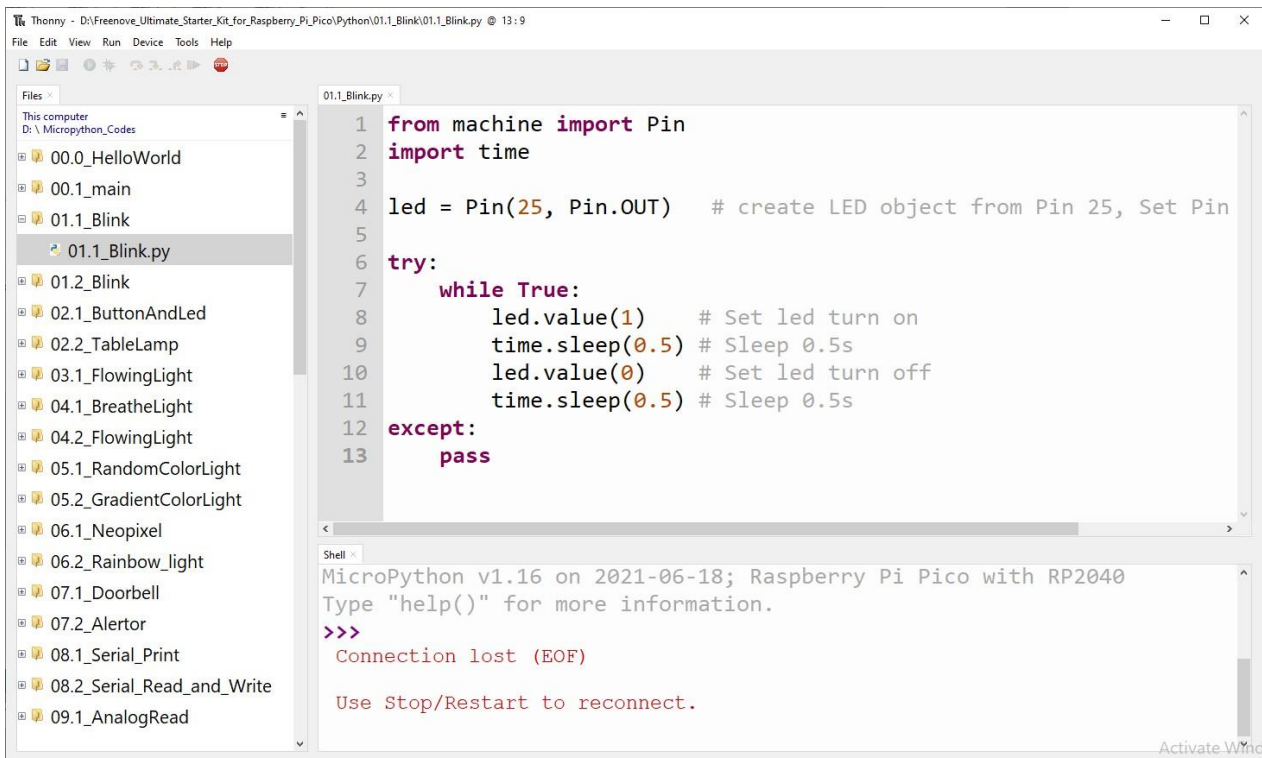 Thonny - D:\Freenove_Ultimate_Starter_Kit_for_Raspberry_Pi_Pico\Python\01.1_Blink\01.1_Blink.py @ 13:9
File Edit View Run Device Tools Help
STOP
Files ×
This computer
D: \ Micropython_Codes
00.0_HelloWorld
00.1_main
01.1_Blink
01.1_Blink.py
01.2_Blink
02.1_ButtonAndLed
02.2_TableLamp
03.1_FlowingLight
04.1_BreatheLight
04.2_FlowingLight
05.1_RandomColorLight
05.2_GradientColorLight
06.1_Neopixel
06.2_Rainbow_light
07.1_Doorbell
07.2_Alertor
08.1_Serial_Print
08.2_Serial_Read_and_Write
09.1_AnalogRead
01.1_Blink.py ×
1 from machine import Pin
2 import time
3
4 led = Pin(25, Pin.OUT)   # create LED object from Pin 25, Set Pin
5
6 try:
7     while True:
8         led.value(1)    # Set led turn on
9         time.sleep(0.5) # Sleep 0.5s
10         led.value(0)    # Set led turn off
11         time.sleep(0.5) # Sleep 0.5s
12 except:
13     pass
Shell ×
MicroPython v1.16 on 2021-06-18; Raspberry Pi Pico with RP2040
Type "help()" for more information.
>>>
Connection lost (EOF)
Use Stop/Restart to reconnect.
Activate Wind